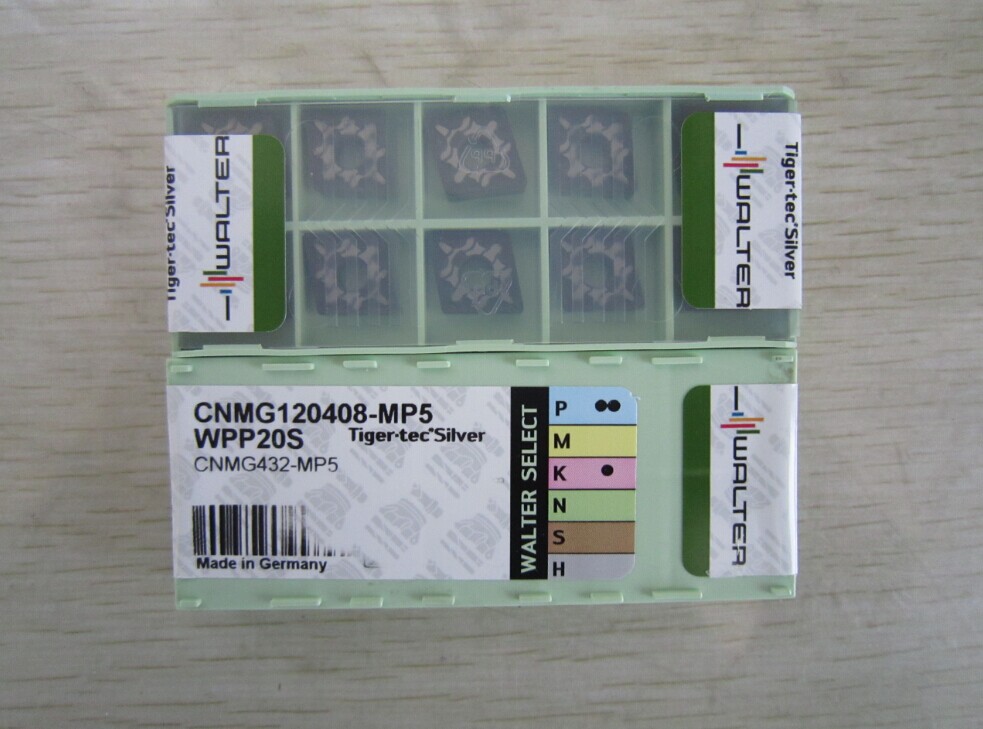 WALTER
Tiger·tec®Silver
WALTER
Tiger·tec®Silver
CNMG120408-MP5
WPP20S
Tiger·tec®Silver
CNMG432-MP5
Made in Germany
WALTER SELECT
P
M
K
N
S
H
WALTER